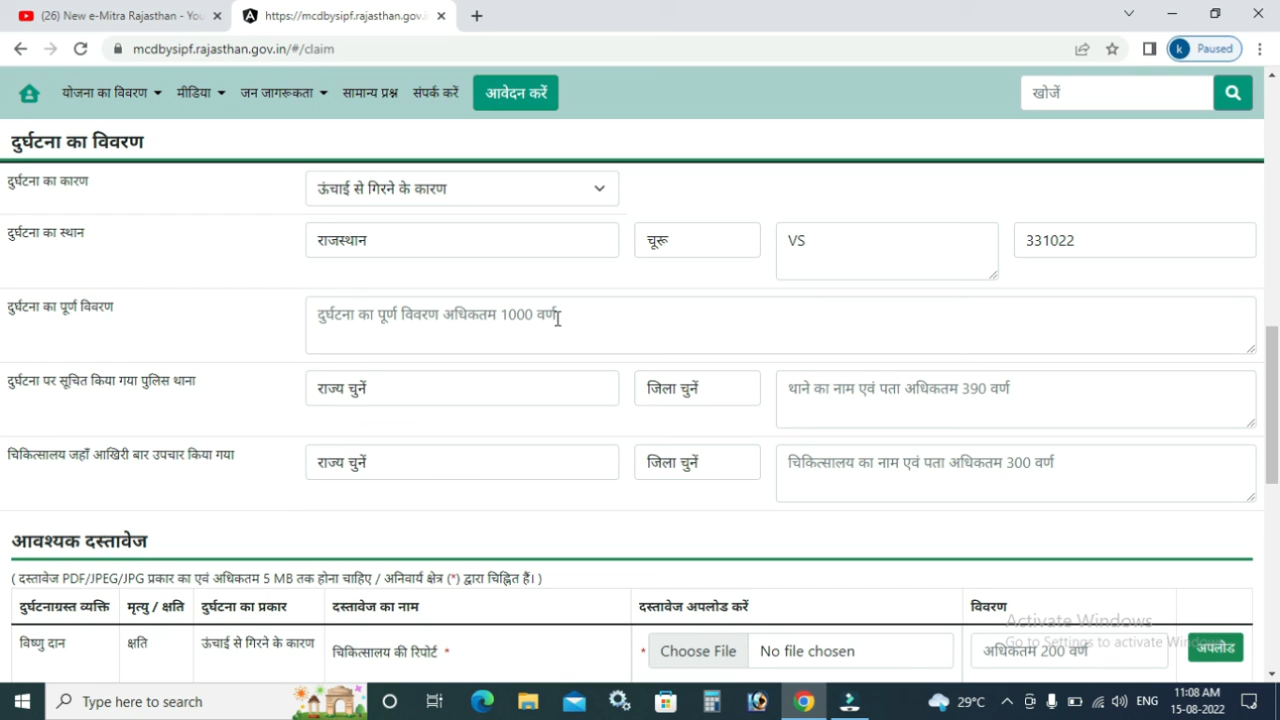 (26) New e-Mitra Rajasthan - You
https://mcdbysipf.rajasthan.gov.in
mcdbysipf.rajasthan.gov.in/#/claim
k Paused
योजना का विवरण मीडिया जन जागरूकता सामान्य प्रश्न संपर्क करें आवेदन करें खोजें
दुर्घटना का विवरण
दुर्घटना का कारण ऊंचाई से गिरने के कारण
दुर्घटना का स्थान राजस्थान चूरू VS 331022
दुर्घटना का पूर्ण विवरण दुर्घटना का पूर्ण विवरण अधिकतम 1000 वर्ण
दुर्घटना पर सूचित किया गया पुलिस थाना राज्य चुनें जिला चुनें थाने का नाम एवं पता अधिकतम 390 वर्ण
चिकित्सालय जहाँ आखिरी बार उपचार किया गया राज्य चुनें जिला चुनें चिकित्सालय का नाम एवं पता अधिकतम 300 वर्ण
आवश्यक दस्तावेज
( दस्तावेज PDF/JPEG/JPG प्रकार का एवं अधिकतम 5 MB तक होना चाहिए / अनिवार्य क्षेत्र (*) द्वारा चिह्नित हैं। )
दुर्घटनाग्रस्त व्यक्ति मृत्यु / क्षति दुर्घटना का प्रकार दस्तावेज का नाम दस्तावेज अपलोड करें विवरण
विष्णु दान क्षति ऊंचाई से गिरने के कारण चिकित्सालय की रिपोर्ट * * Choose File No file chosen अधिकतम 200 वर्ण अपलोड
Activate Windows
Go to Settings to activate Windows.
Type here to search 29°C ENG 11:08 AM
15-08-2022